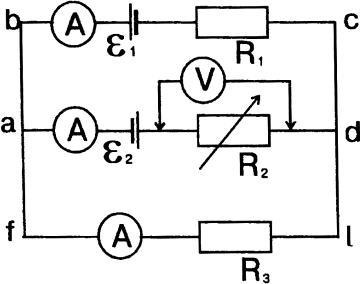 b A ε₁ R₁ c
V
a A ε₂ R₂ d
f A R₃ l